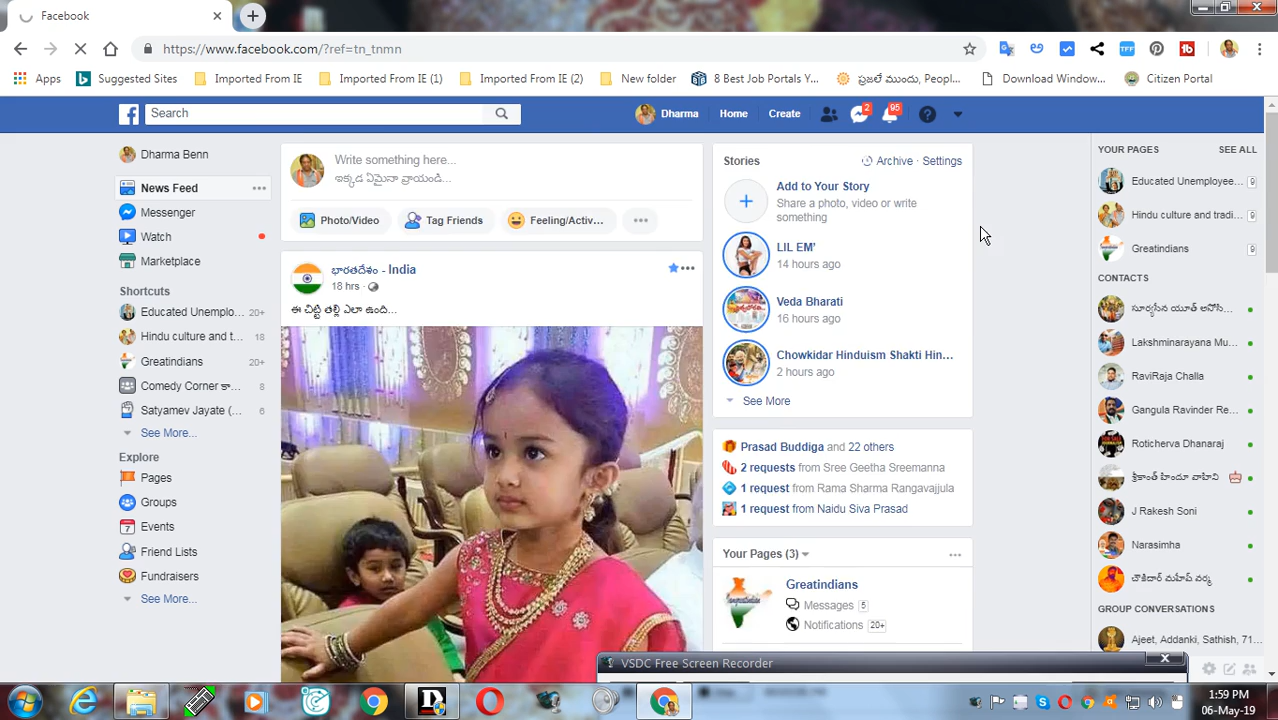 Facebook
https://www.facebook.com/?ref=tn_tnmn
Apps
Suggested Sites
Imported From IE
Imported From IE (1)
Imported From IE (2)
New folder
8 Best Job Portals Y...
ప్రజలే ముందు, Peopl...
Download Window...
Citizen Portal
Search
Dharma
Home
Create
2
95
Dharma Benn
News Feed
Messenger
Watch
Marketplace
Shortcuts
Educated Unemplo... 20+
Hindu culture and t... 18
Greatindians 20+
Comedy Corner కా... 8
Satyamev Jayate (... 6
See More...
Explore
Pages
Groups
Events
Friend Lists
Fundraisers
See More...
Write something here...
ఇక్కడ ఏమైనా వ్రాయండి...
Photo/Video
Tag Friends
Feeling/Activ...
భారతదేశం - India
18 hrs ·
ఈ చిట్టి తల్లి ఎలా ఉంది...
Stories
Archive · Settings
Add to Your Story
Share a photo, video or write
something
LIL EM'
14 hours ago
Veda Bharati
16 hours ago
Chowkidar Hinduism Shakti Hin...
2 hours ago
See More
Prasad Buddiga and 22 others
2 requests from Sree Geetha Sreemanna
1 request from Rama Sharma Rangavajjula
1 request from Naidu Siva Prasad
Your Pages (3)
Greatindians
Messages 5
Notifications 20+
YOUR PAGES SEE ALL
Educated Unemployee... 9
Hindu culture and tradi... 9
Greatindians 9
CONTACTS
సూర్యసేన యూత్ అనోసి...
Lakshminarayana Mu...
RaviRaja Challa
Gangula Ravinder Re...
Roticherva Dhanaraj
శ్రీకాంత్ హిందూ వాహిని
J Rakesh Soni
Narasimha
చౌకిదార్ మహేష్ వర్మ
GROUP CONVERSATIONS
Ajeet, Addanki, Sathish, 71...
VSDC Free Screen Recorder
1:59 PM
06-May-19